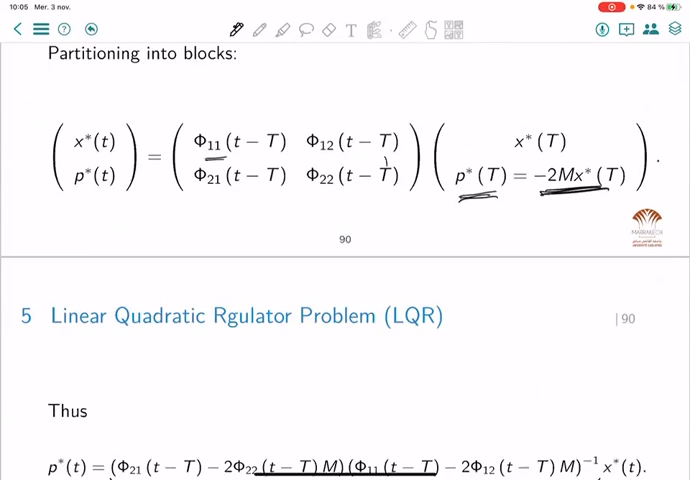 10:05 Mer. 3 nov. 84 %
Partitioning into blocks:
( x*(t) ) = ( Φ₁₁(t − T) Φ₁₂(t − T) ) ( x*(T) )
( p*(t) ) ( Φ₂₁(t − T) Φ₂₂(t − T) ) ( p*(T) = −2Mx*(T) ) .
MARRAKECH
90
5 Linear Quadratic Rgulator Problem (LQR) | 90
Thus
p*(t) = (Φ₂₁(t − T) − 2Φ₂₂(t − T)M)(Φ₁₁(t − T) − 2Φ₁₂(t − T)M)⁻¹ x*(t).